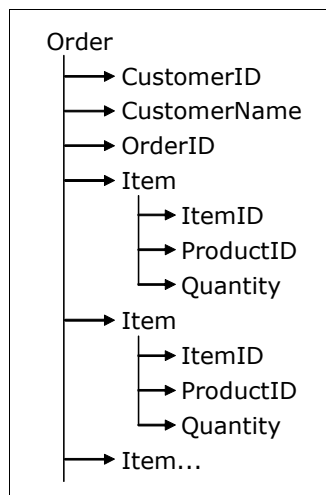 Order
CustomerID
CustomerName
OrderID
Item
ItemID
ProductID
Quantity
Item
ItemID
ProductID
Quantity
Item...